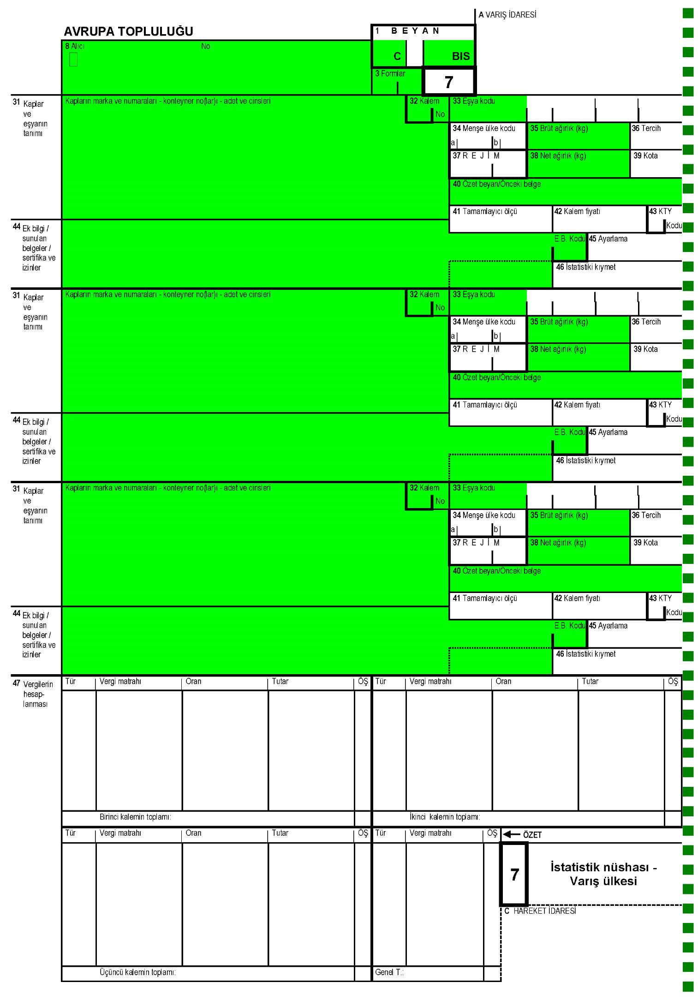 A VARIŞ İDARESİ
AVRUPA TOPLULUĞU
1 B E Y A N
8 Alıcı No
C BIS
3 Formlar
7
31 Kaplar
ve
eşyanın
tanımı
Kapların marka ve numaraları - konteyner no(lar)ı - adet ve cinsleri
32 Kalem
No
33 Eşya kodu
34 Menşe ülke kodu
a b
35 Brüt ağırlık (kg)
36 Tercih
37 R E J İ M
38 Net ağırlık (kg)
39 Kota
40 Özet beyan/Önceki belge
41 Tamamlayıcı ölçü
42 Kalem fiyatı
43 KTY
Kodu
44 Ek bilgi /
sunulan
belgeler /
sertifika ve
izinler
E.B. Kodu
45 Ayarlama
46 İstatistiki kıymet
31 Kaplar
ve
eşyanın
tanımı
Kapların marka ve numaraları - konteyner no(lar)ı - adet ve cinsleri
32 Kalem
No
33 Eşya kodu
34 Menşe ülke kodu
a b
35 Brüt ağırlık (kg)
36 Tercih
37 R E J İ M
38 Net ağırlık (kg)
39 Kota
40 Özet beyan/Önceki belge
41 Tamamlayıcı ölçü
42 Kalem fiyatı
43 KTY
Kodu
44 Ek bilgi /
sunulan
belgeler /
sertifika ve
izinler
E.B. Kodu
45 Ayarlama
46 İstatistiki kıymet
31 Kaplar
ve
eşyanın
tanımı
Kapların marka ve numaraları - konteyner no(lar)ı - adet ve cinsleri
32 Kalem
No
33 Eşya kodu
34 Menşe ülke kodu
a b
35 Brüt ağırlık (kg)
36 Tercih
37 R E J İ M
38 Net ağırlık (kg)
39 Kota
40 Özet beyan/Önceki belge
41 Tamamlayıcı ölçü
42 Kalem fiyatı
43 KTY
Kodu
44 Ek bilgi /
sunulan
belgeler /
sertifika ve
izinler
E.B. Kodu
45 Ayarlama
46 İstatistiki kıymet
47 Vergilerin
hesap-
lanması
Tür Vergi matrahı Oran Tutar ÖŞ Tür Vergi matrahı Oran Tutar ÖŞ
Birinci kalemin toplamı: İkinci kalemin toplamı:
Tür Vergi matrahı Oran Tutar ÖŞ Tür Vergi matrahı ÖŞ ÖZET
7
İstatistik nüshası -
Varış ülkesi
C HAREKET İDARESİ
Üçüncü kalemin toplamı: Genel T.: